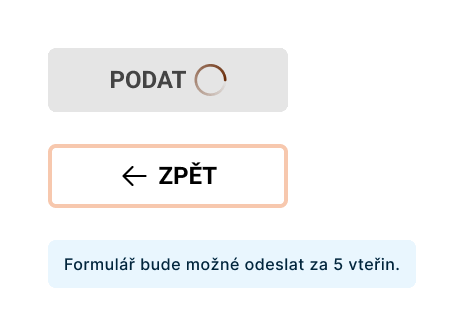 PODAT
← ZPĚT
Formulář bude možné odeslat za 5 vteřin.